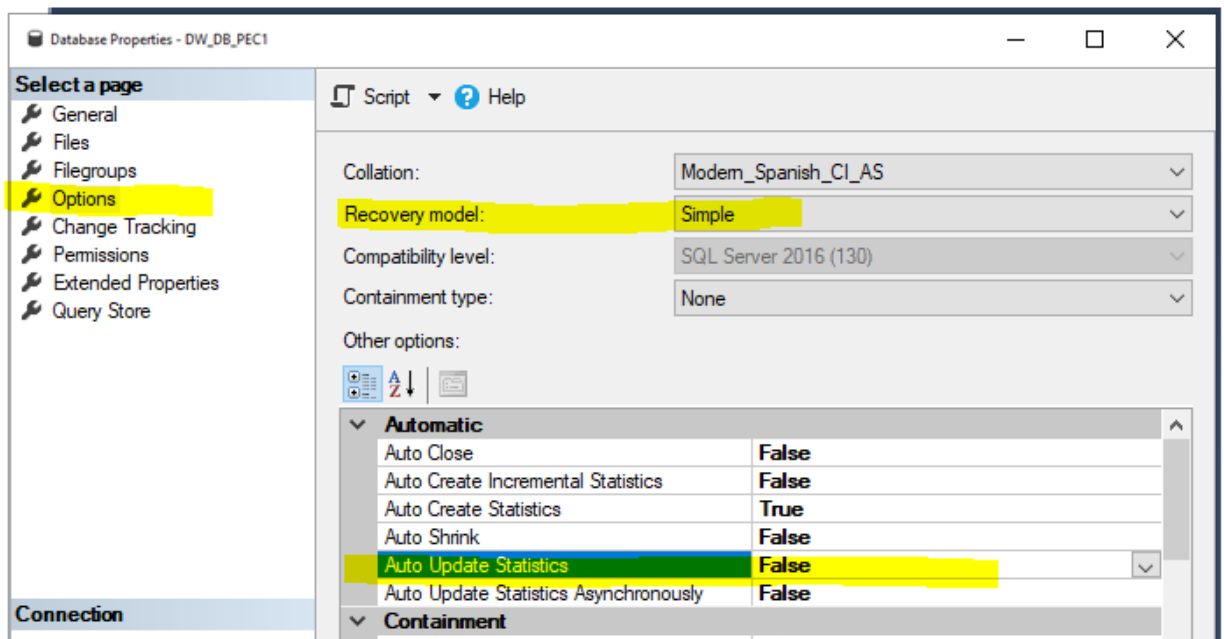 Database Properties - DW_DB_PEC1
Select a page
General
Files
Filegroups
Options
Change Tracking
Permissions
Extended Properties
Query Store
Connection
Script Help
Collation: Modern_Spanish_CI_AS
Recovery model: Simple
Compatibility level: SQL Server 2016 (130)
Containment type: None
Other options:
Automatic
Auto Close False
Auto Create Incremental Statistics False
Auto Create Statistics True
Auto Shrink False
Auto Update Statistics False
Auto Update Statistics Asynchronously False
Containment